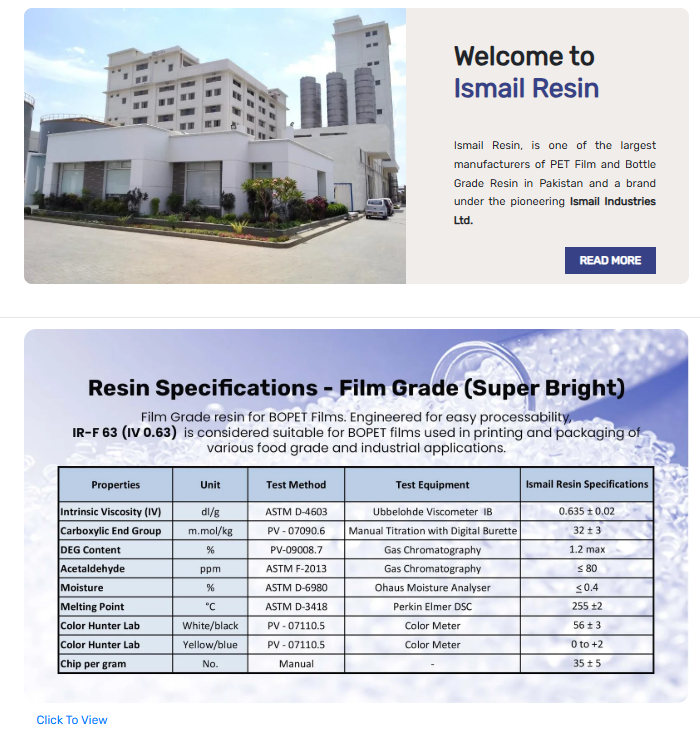 Welcome to
Ismail Resin
Ismail Resin, is one of the largest
manufacturers of PET Film and Bottle
Grade Resin in Pakistan and a brand
under the pioneering Ismail Industries
Ltd.
READ MORE
Resin Specifications - Film Grade (Super Bright)
Film Grade resin for BOPET Films. Engineered for easy processability,
IR-F 63 (IV 0.63) is considered suitable for BOPET films used in printing and packaging of
various food grade and industrial applications.
Properties Unit Test Method Test Equipment Ismail Resin Specifications
Intrinsic Viscosity (IV) dl/g ASTM D-4603 Ubbelohde Viscometer IB 0.635 ± 0.02
Carboxylic End Group m.mol/kg PV - 07090.6 Manual Titration with Digital Burette 32 ± 3
DEG Content % PV-09008.7 Gas Chromatography 1.2 max
Acetaldehyde ppm ASTM F-2013 Gas Chromatography ≤ 80
Moisture % ASTM D-6980 Ohaus Moisture Analyser ≤ 0.4
Melting Point °C ASTM D-3418 Perkin Elmer DSC 255 ±2
Color Hunter Lab White/black PV - 07110.5 Color Meter 56 ± 3
Color Hunter Lab Yellow/blue PV - 07110.5 Color Meter 0 to +2
Chip per gram No. Manual - 35 ± 5
Click To View